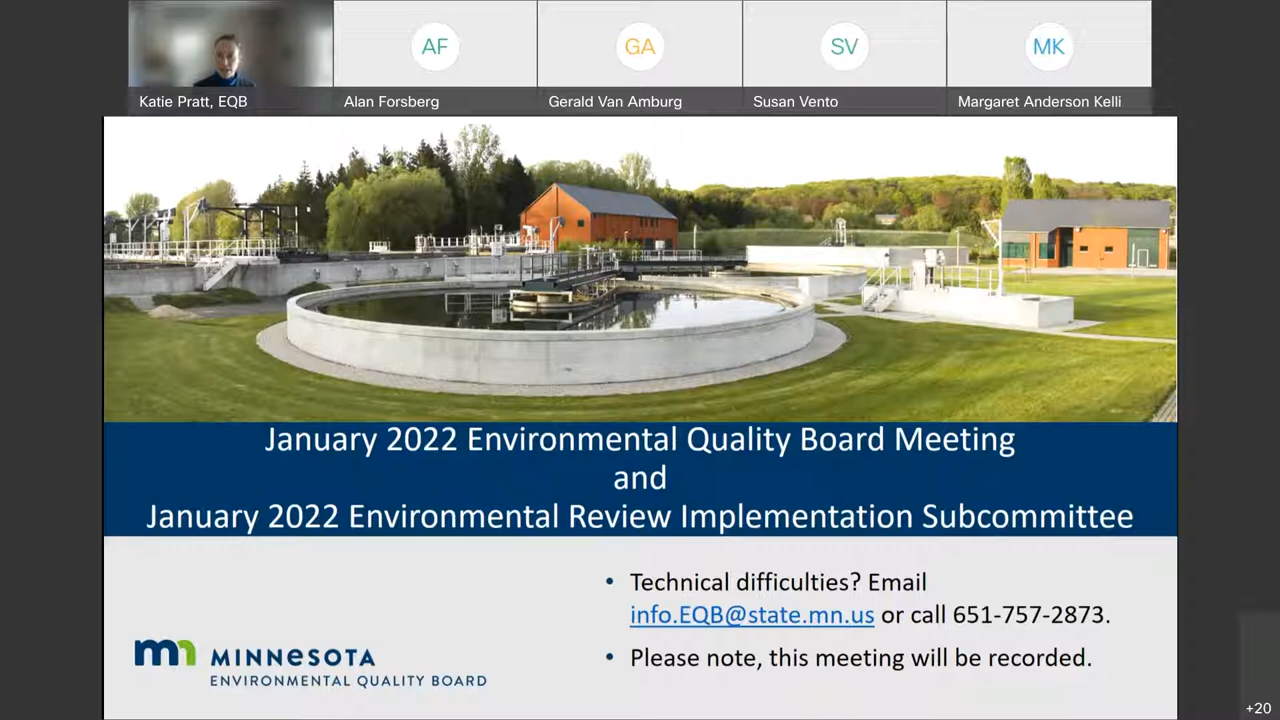 AF
GA
SV
MK
Katie Pratt, EQB
Alan Forsberg
Gerald Van Amburg
Susan Vento
Margaret Anderson Kelli
January 2022 Environmental Quality Board Meeting
and
January 2022 Environmental Review Implementation Subcommittee
• Technical difficulties? Email
info.EQB@state.mn.us or call 651-757-2873.
• Please note, this meeting will be recorded.
mn MINNESOTA
ENVIRONMENTAL QUALITY BOARD
+20